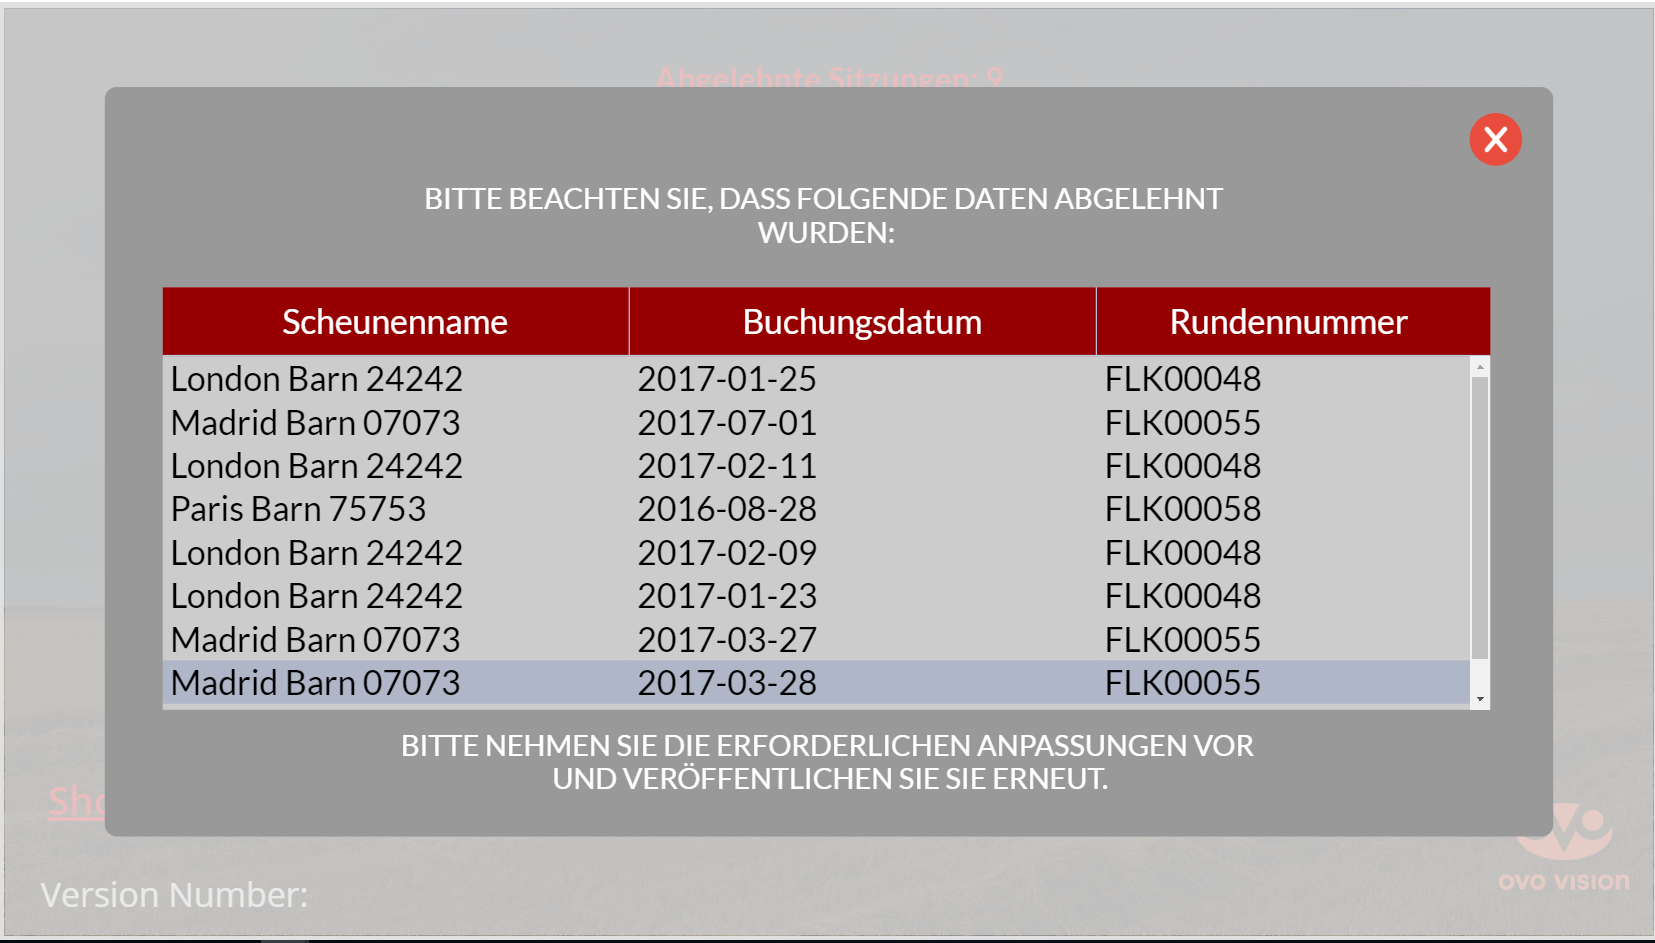 Abgelehnte Sitzungen: 9
BITTE BEACHTEN SIE, DASS FOLGENDE DATEN ABGELEHNT
WURDEN:
Scheunenname Buchungsdatum Rundennummer
London Barn 24242 2017-01-25 FLK00048
Madrid Barn 07073 2017-07-01 FLK00055
London Barn 24242 2017-02-11 FLK00048
Paris Barn 75753 2016-08-28 FLK00058
London Barn 24242 2017-02-09 FLK00048
London Barn 24242 2017-01-23 FLK00048
Madrid Barn 07073 2017-03-27 FLK00055
Madrid Barn 07073 2017-03-28 FLK00055
BITTE NEHMEN SIE DIE ERFORDERLICHEN ANPASSUNGEN VOR
UND VERÖFFENTLICHEN SIE SIE ERNEUT.
Version Number:
OVO VISION